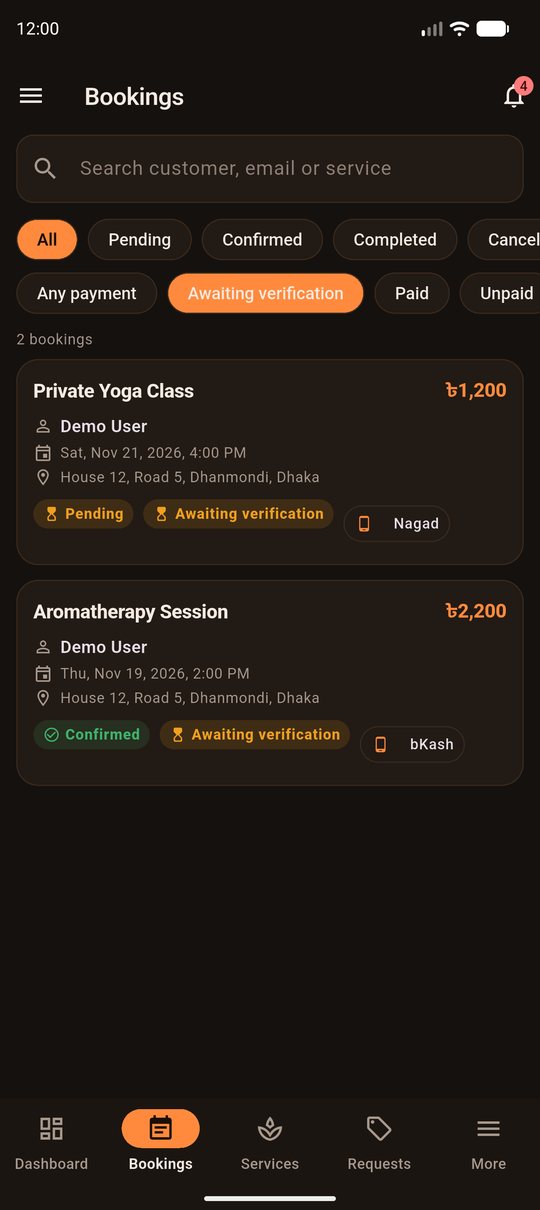 12:00
Bookings
4
Search customer, email or service
All Pending Confirmed Completed Cancel
Any payment Awaiting verification Paid Unpaid
2 bookings
Private Yoga Class ৳1,200
Demo User
Sat, Nov 21, 2026, 4:00 PM
House 12, Road 5, Dhanmondi, Dhaka
Pending Awaiting verification Nagad
Aromatherapy Session ৳2,200
Demo User
Thu, Nov 19, 2026, 2:00 PM
House 12, Road 5, Dhanmondi, Dhaka
Confirmed Awaiting verification bKash
Dashboard Bookings Services Requests More